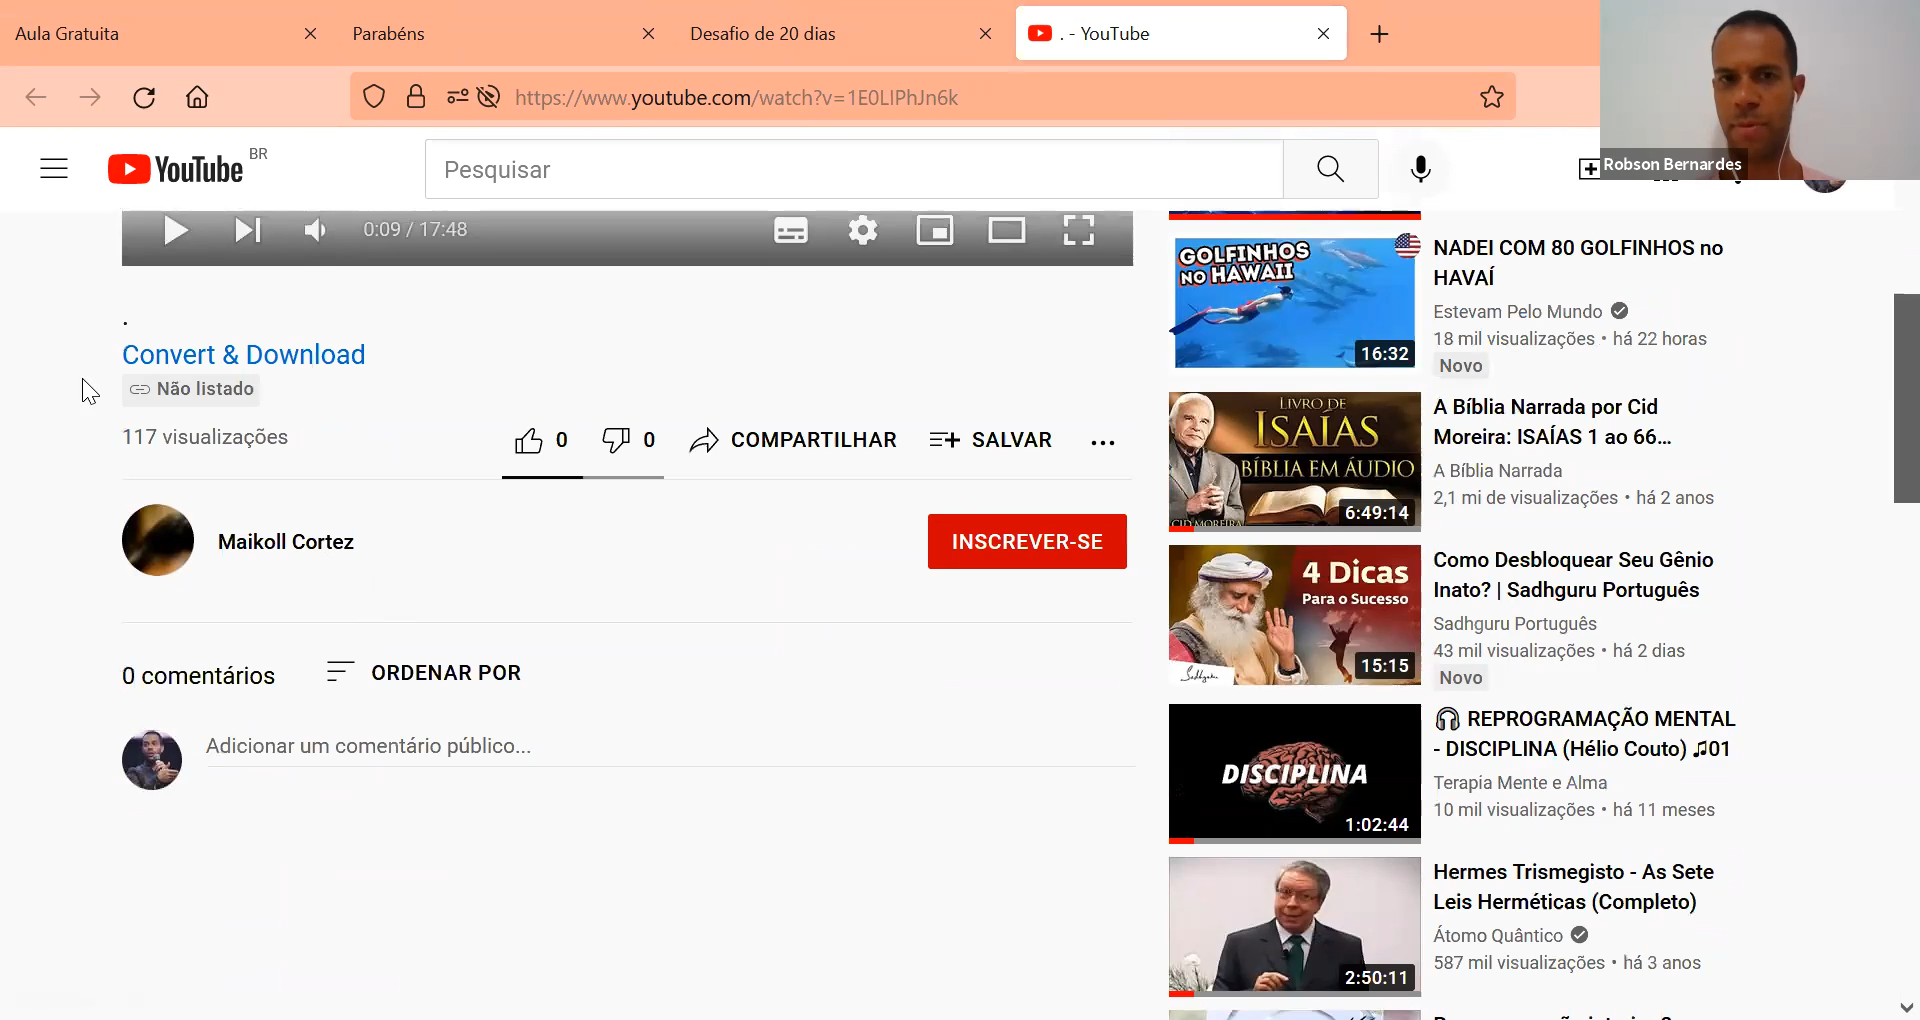 Aula Gratuita
Parabéns
Desafio de 20 dias
. - YouTube
https://www.youtube.com/watch?v=1E0LIPhJn6k
Robson Bernardes
YouTube BR
Pesquisar
0:09 / 17:48
.
Convert & Download
Não listado
117 visualizações
0
0
COMPARTILHAR
SALVAR
Maikoll Cortez
INSCREVER-SE
0 comentários
ORDENAR POR
Adicionar um comentário público...
GOLFINHOS
NO HAWAII
16:32
NADEI COM 80 GOLFINHOS no
HAVAÍ
Estevam Pelo Mundo
18 mil visualizações • há 22 horas
Novo
LIVRO DE
ISAÍAS
BÍBLIA EM ÁUDIO
CID MOREIRA
6:49:14
A Bíblia Narrada por Cid
Moreira: ISAÍAS 1 ao 66...
A Bíblia Narrada
2,1 mi de visualizações • há 2 anos
4 Dicas
Para o Sucesso
Sadhguru
15:15
Como Desbloquear Seu Gênio
Inato? | Sadhguru Português
Sadhguru Português
43 mil visualizações • há 2 dias
Novo
DISCIPLINA
1:02:44
🎧 REPROGRAMAÇÃO MENTAL
- DISCIPLINA (Hélio Couto) ♫01
Terapia Mente e Alma
10 mil visualizações • há 11 meses
2:50:11
Hermes Trismegisto - As Sete
Leis Herméticas (Completo)
Átomo Quântico
587 mil visualizações • há 3 anos